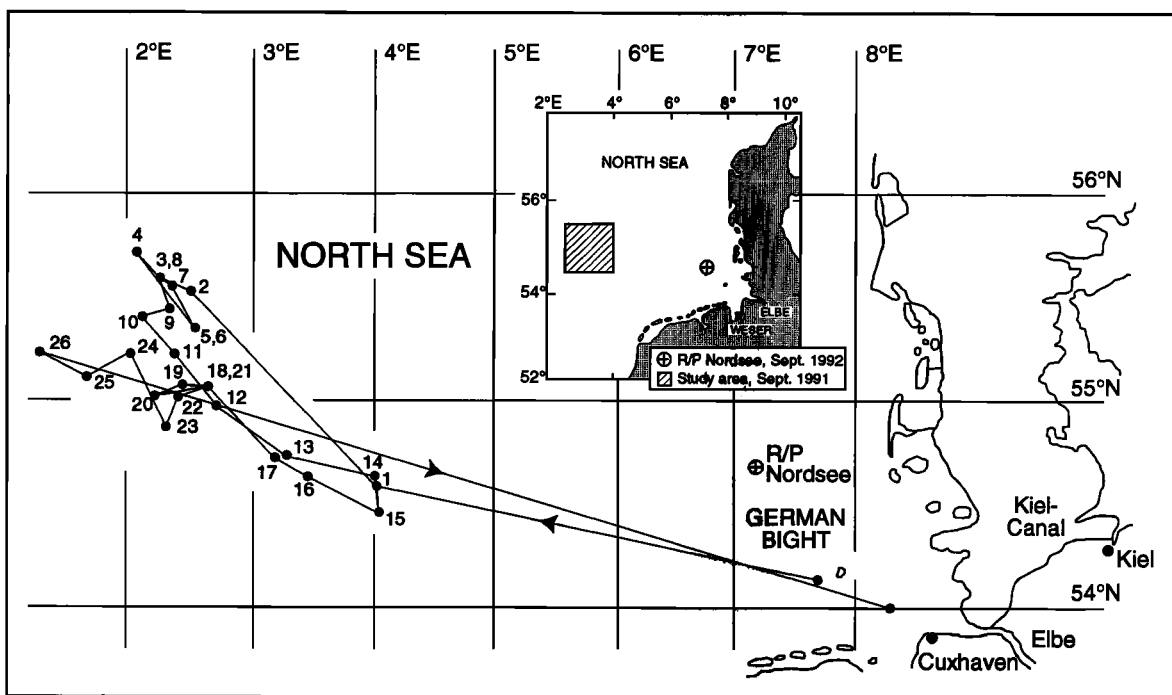 2°E 3°E 5°E 6°E 7°E 8°E
2°E 4° 6° 8° 10°
NORTH SEA
56°
54°
52°
ELBE
WESER
R/P Nordsee, Sept. 1992
Study area, Sept. 1991
56°N
55°N
54°N
NORTH SEA
4
3,8
7
2
9
10
5,6
11
26
24
25
19
18,21
20
22
12
23
13
17
14
16
1
15
R/P
Nordsee
GERMAN
BIGHT
D
Kiel-
Canal
Kiel
Elbe
Cuxhaven